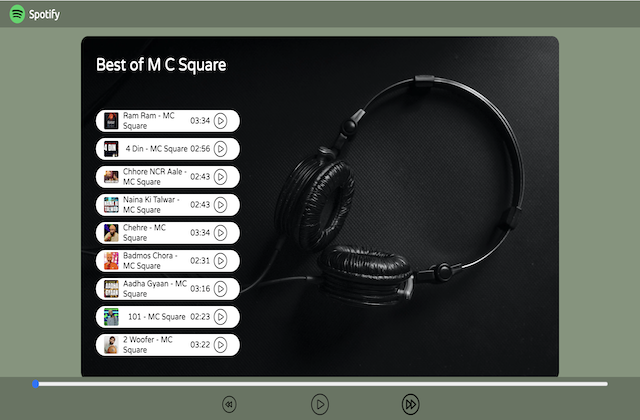 Spotify
Best of M C Square
Ram Ram - MC
Square
03:34
4 Din - MC Square 02:56
Chhore NCR Aale -
MC Square
02:43
Naina Ki Talwar -
MC Square
02:43
Chehre - MC
Square
03:34
Badmos Chora -
MC Square
02:31
Aadha Gyaan - MC
Square
03:16
101 - MC Square 02:23
2 Woofer - MC
Square
03:22